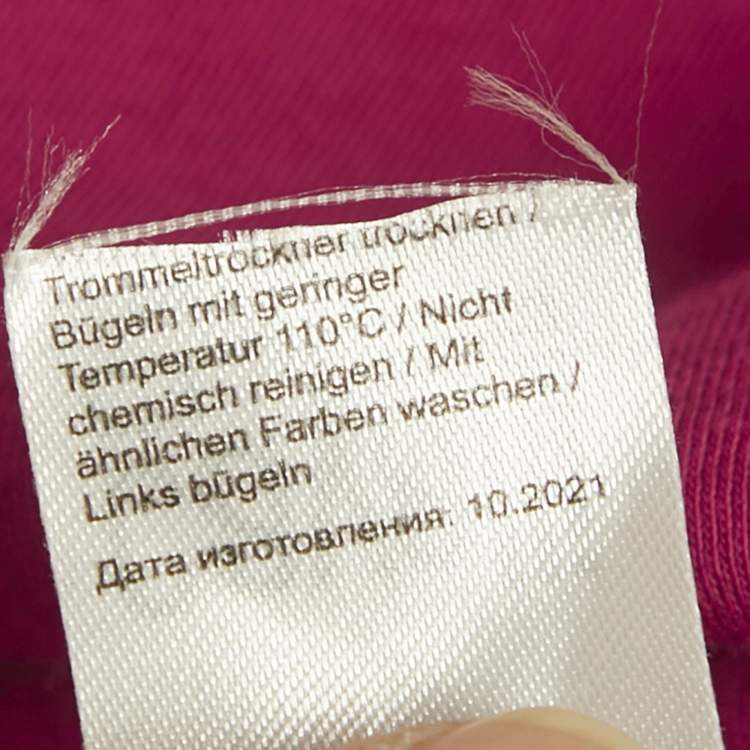 Trommeltrockner trocknen /
Bügeln mit geringer
Temperatur 110°C / Nicht
chemisch reinigen / Mit
ähnlichen Farben waschen /
Links bügeln
Дата изготовления: 10.2021